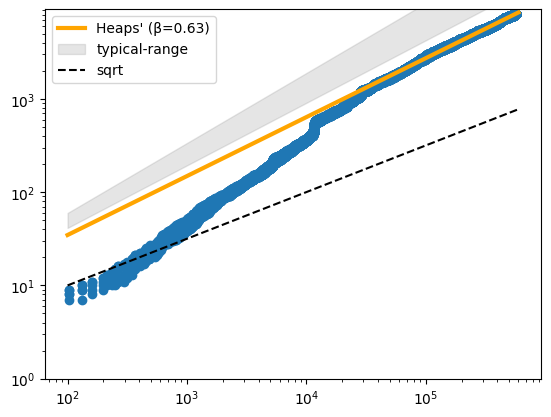 Heaps' (β=0.63)
typical-range
sqrt
10³
10²
10¹
10⁰
10²
10³
10⁴
10⁵